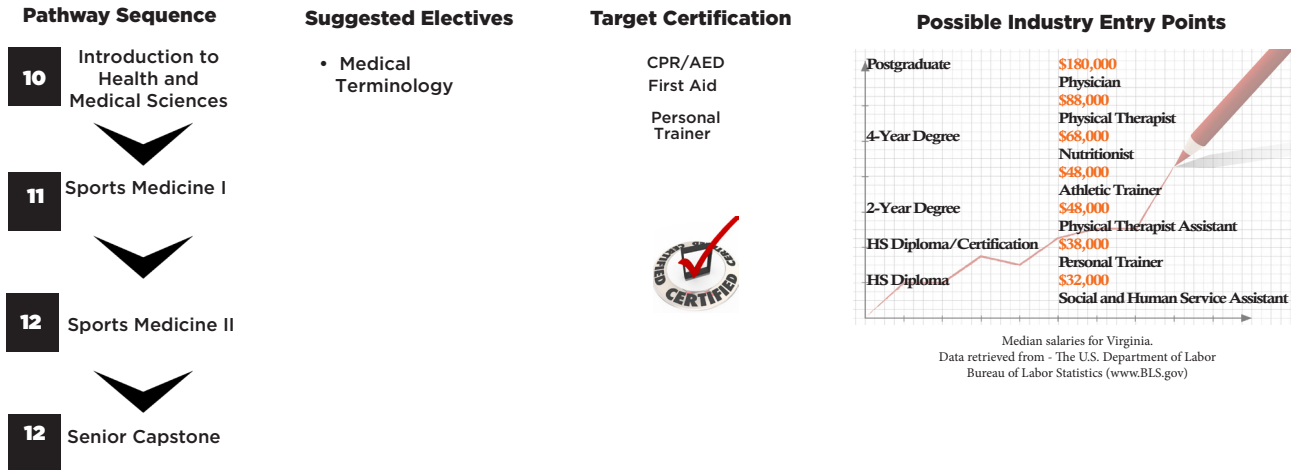 Pathway Sequence
10
Introduction to
Health and
Medical Sciences
11
Sports Medicine I
12
Sports Medicine II
12
Senior Capstone
Suggested Electives
• Medical
Terminology
Target Certification
CPR/AED
First Aid
Personal
Trainer
CERTIFIED
CERTIFIED
CERTIFIED
Possible Industry Entry Points
Postgraduate $180,000
Physician
$88,000
Physical Therapist
4-Year Degree $68,000
Nutritionist
$48,000
Athletic Trainer
2-Year Degree $48,000
Physical Therapist Assistant
HS Diploma/Certification $38,000
Personal Trainer
HS Diploma $32,000
Social and Human Service Assistant
Median salaries for Virginia.
Data retrieved from - The U.S. Department of Labor
Bureau of Labor Statistics (www.BLS.gov)